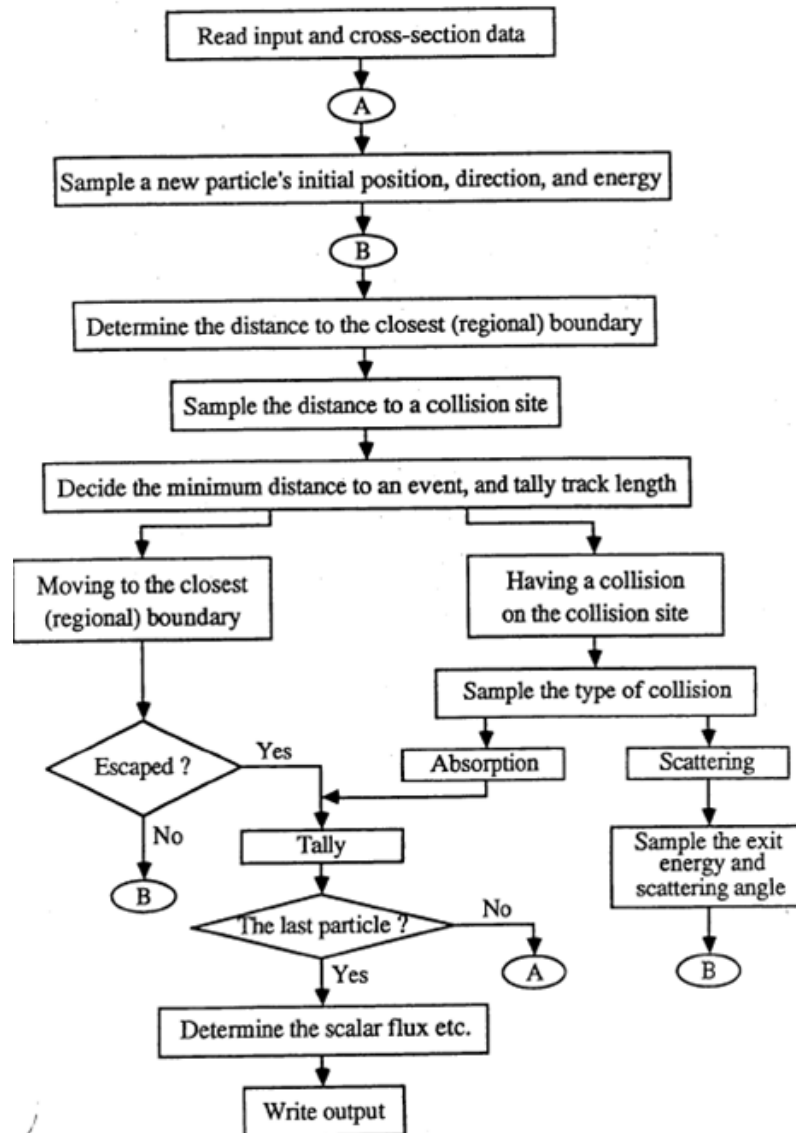 Read input and cross-section data
A
Sample a new particle's initial position, direction, and energy
B
Determine the distance to the closest (regional) boundary
Sample the distance to a collision site
Decide the minimum distance to an event, and tally track length
Moving to the closest
(regional) boundary
Having a collision
on the collision site
Sample the type of collision
Escaped ?
Yes
No
B
Absorption
Scattering
Tally
Sample the exit
energy and
scattering angle
The last particle ?
No
A
B
Yes
Determine the scalar flux etc.
Write output